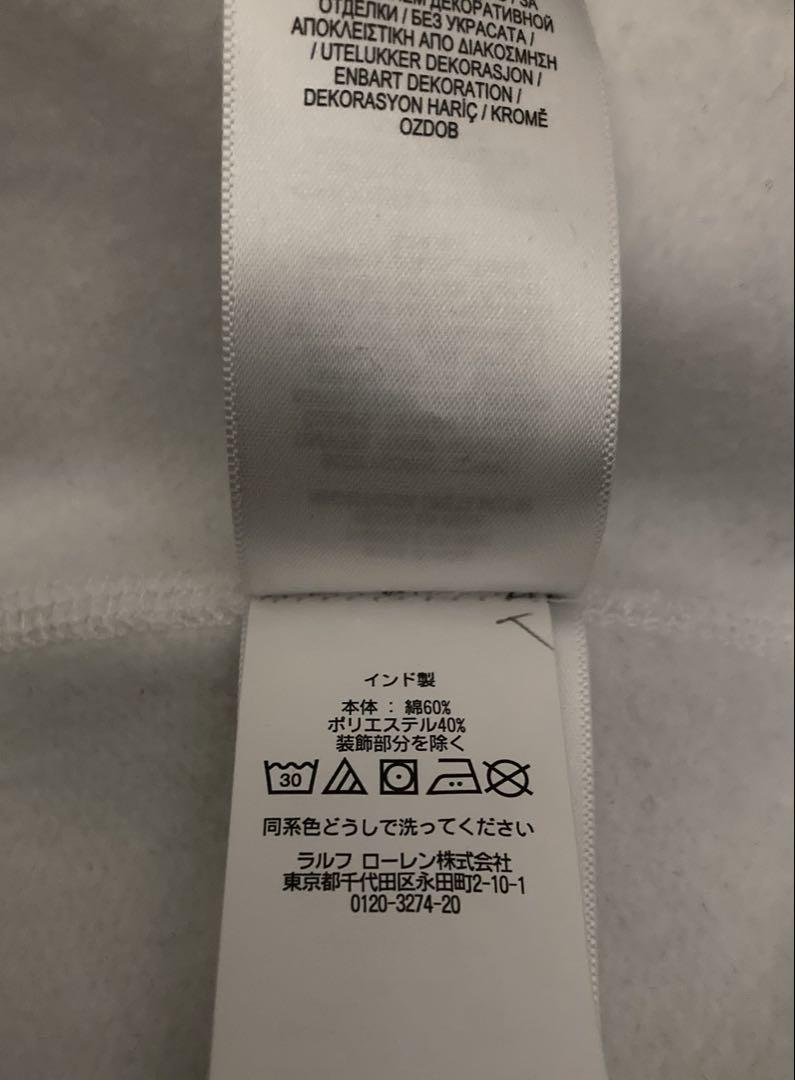 ДЕКОРАТИВНОЙ
ОТДЕЛКИ / БЕЗ УКРАСАТА /
ΑΠΟΚΛΕΙΣΤΙΚΗ ΑΠΟ ΔΙΑΚΟΣΜΗΣΗ
/ UTELUKKER DEKORASJON /
ENBART DEKORATION /
DEKORASYON HARİÇ / KROMĚ
OZDOB
インド製
本体 : 綿60%
ポリエステル40%
装飾部分を除く
30
同系色どうしで洗ってください
ラルフ ローレン株式会社
東京都千代田区永田町2-10-1
0120-3274-20